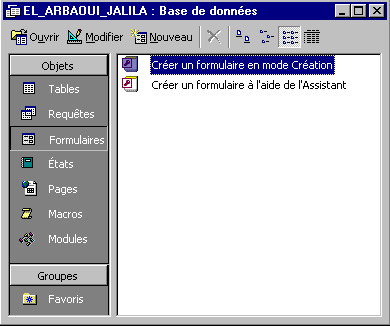 EL_ARBAOUI_JALILA : Base de données
Ouvrir Modifier Nouveau
Objets
Tables
Requêtes
Formulaires
États
Pages
Macros
Modules
Groupes
Favoris
Créer un formulaire en mode Création
Créer un formulaire à l'aide de l'Assistant